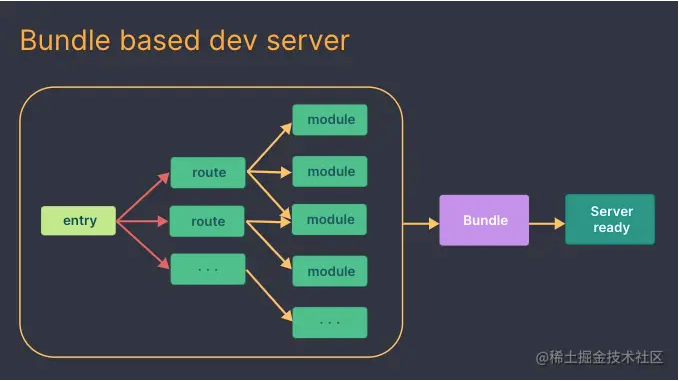 Bundle based dev server
entry
route
route
· · ·
module
module
module
module
· · ·
Bundle
Server
ready
@稀土掘金技术社区